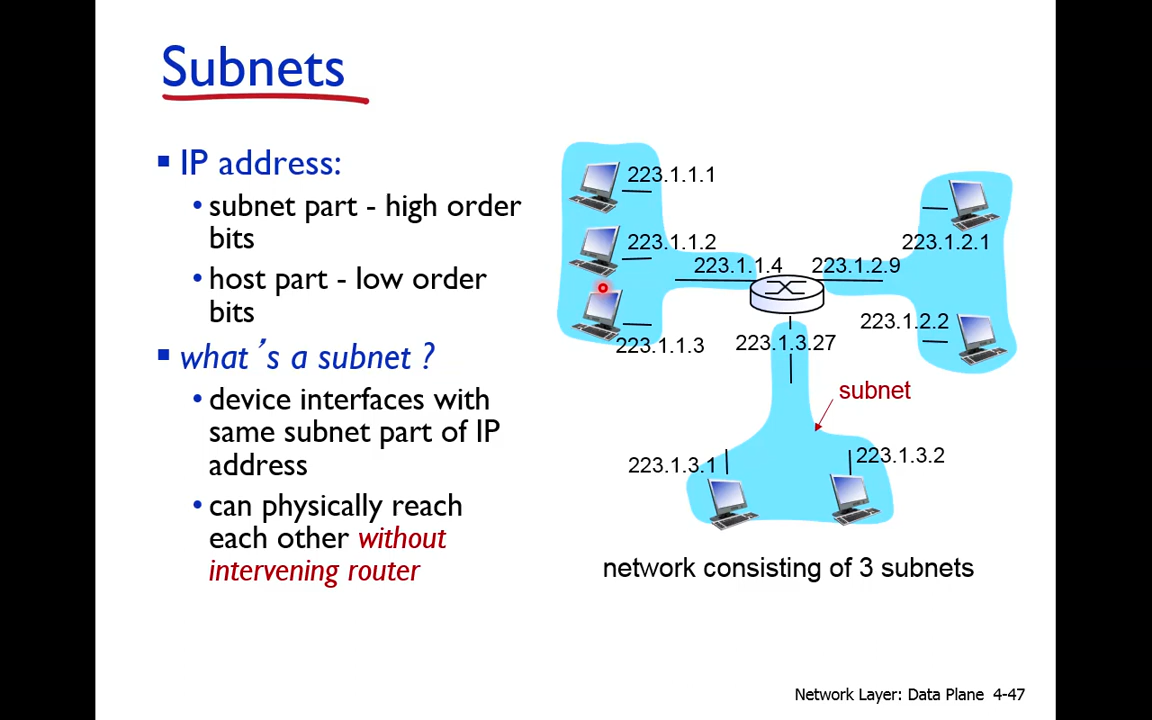 Subnets
▪ IP address:
• subnet part - high order
bits
• host part - low order
bits
▪ what's a subnet ?
• device interfaces with
same subnet part of IP
address
• can physically reach
each other without
intervening router
223.1.1.1
223.1.1.2
223.1.1.3
223.1.1.4
223.1.2.9
223.1.2.1
223.1.2.2
223.1.3.27
subnet
223.1.3.1
223.1.3.2
network consisting of 3 subnets
Network Layer: Data Plane 4-47